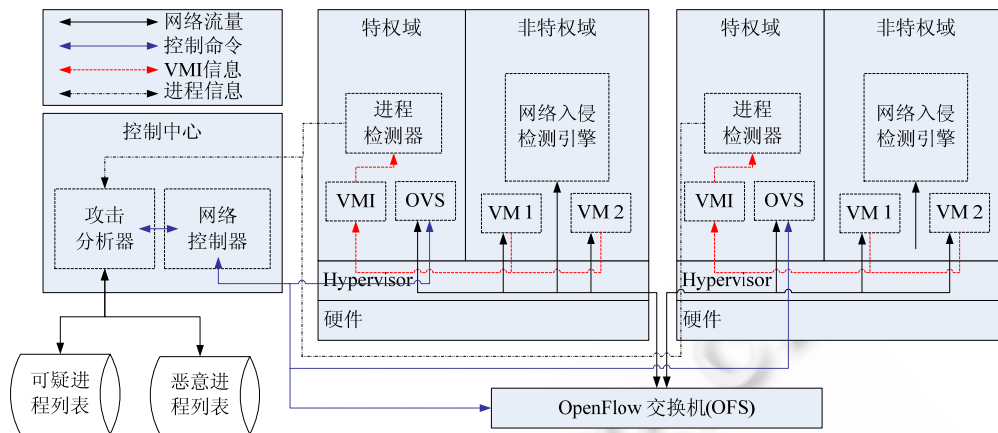 网络流量
控制命令
VMI信息
进程信息
控制中心
攻击
分析器
网络
控制器
可疑进
程列表
恶意进
程列表
特权域
非特权域
进程
检测器
网络入侵
检测引擎
VMI
OVS
VM 1
VM 2
Hypervisor
硬件
特权域
非特权域
进程
检测器
网络入侵
检测引擎
VMI
OVS
VM 1
VM 2
Hypervisor
硬件
OpenFlow 交换机(OFS)